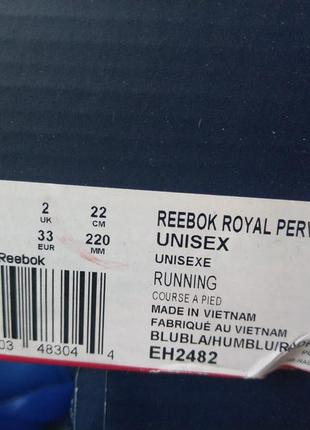 2 22 REEBOK ROYAL PERV
UK CM UNISEX
33 220 UNISEXE
EUR MM
Reebok RUNNING
COURSE A PIED
MADE IN VIETNAM
FABRIQUÉ AU VIETNAM
BLUBLA/HUMBLU/R
03 48304 4 EH2482